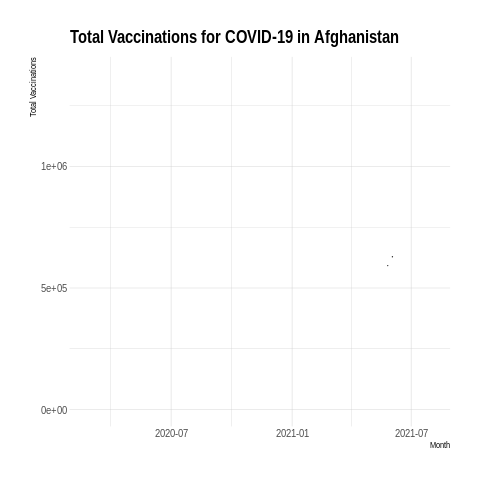 Total Vaccinations for COVID-19 in Afghanistan
Total Vaccinations
1e+06
5e+05
0e+00
2020-07
2021-01
2021-07
Month